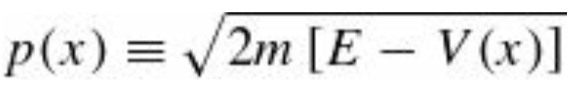 p(x) ≡ √2m [E − V(x)]